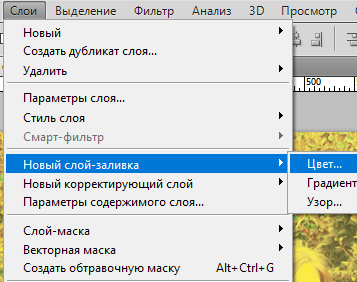 Слои Выделение Фильтр Анализ 3D Просмотр
Новый
Создать дубликат слоя...
Удалить
500
Параметры слоя...
Стиль слоя
Смарт-фильтр
Новый слой-заливка Цвет...
Новый корректирующий слой Градиент
Параметры содержимого слоя... Узор...
Слой-маска
Векторная маска
Создать обтравочную маску Alt+Ctrl+G